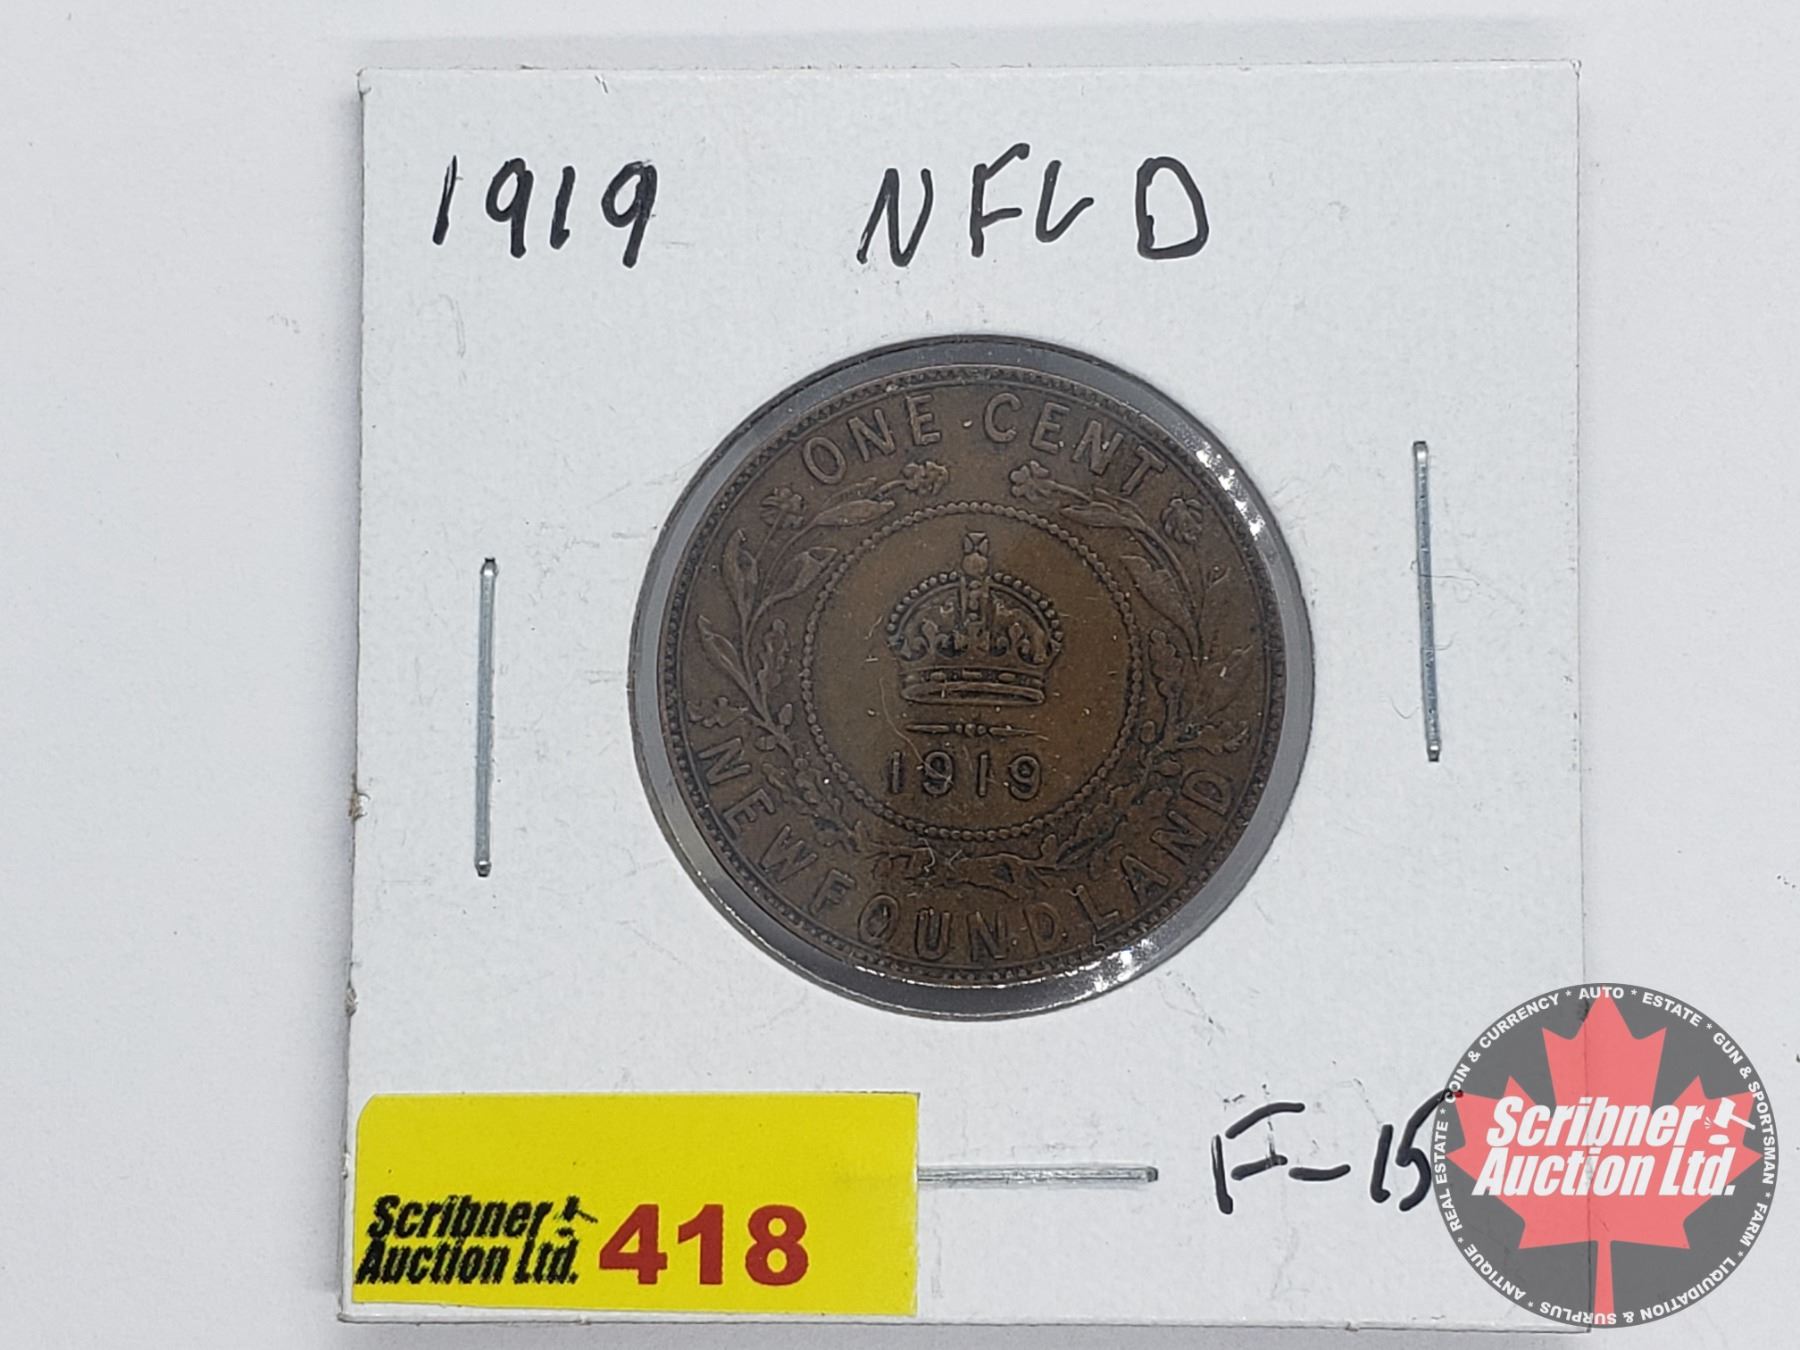 1919 NFLD
ONE CENT
1919
NEWFOUNDLAND
F-15
Scribner
Auction Ltd. 418
Scribner
Auction Ltd.
* COIN & CURRENCY * AUTO * ESTATE * GUN & SPORTSMAN * FARM * LIQUIDATION & SURPLUS * ANTIQUE * REAL ESTATE